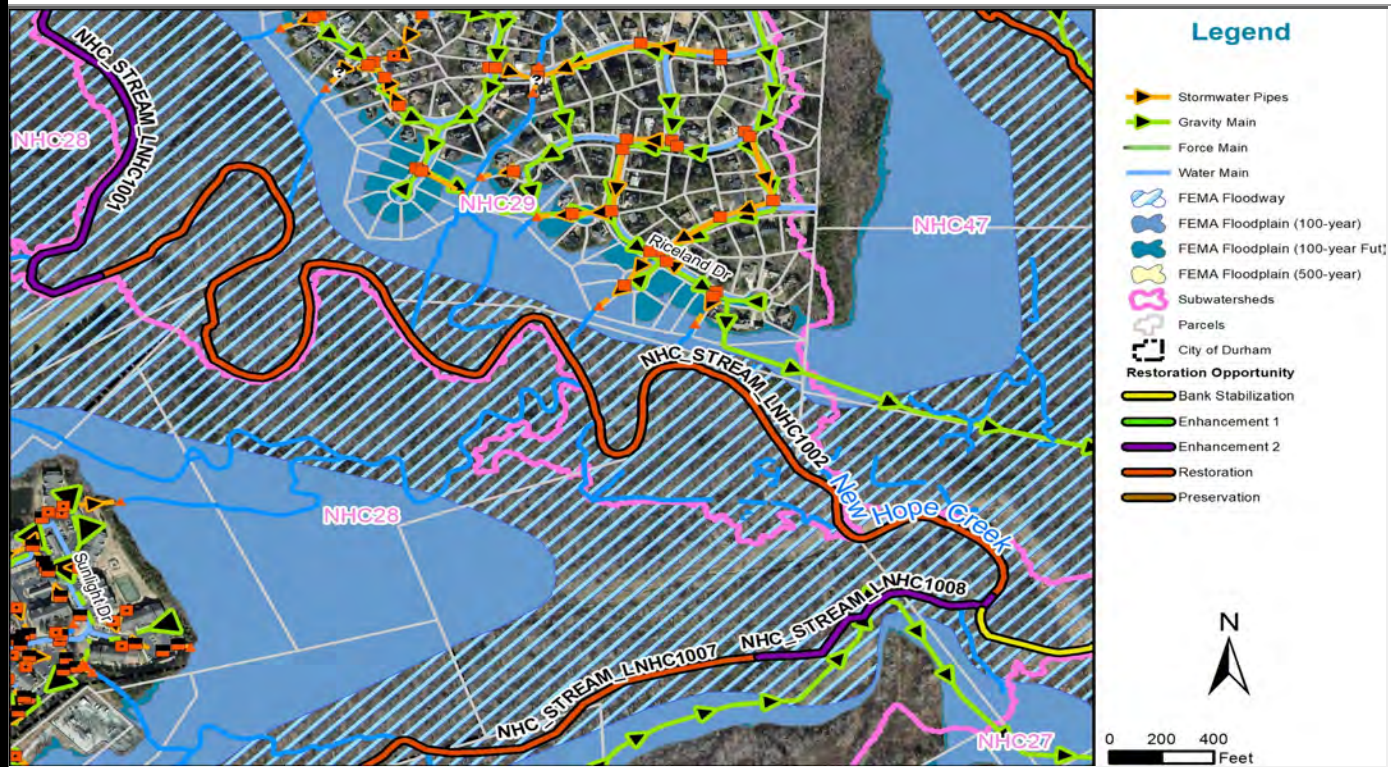 NHC_STREAM_LNHC1001
NHC28
NHC29
NHC47
Riceland Dr
NHC_STREAM_LNHC1002
New Hope Creek
NHC28
Sunlight Dr
NHC_STREAM_LNHC1008
NHC_STREAM_LNHC1007
NHC27
?
?
Legend
Stormwater Pipes
Gravity Main
Force Main
Water Main
FEMA Floodway
FEMA Floodplain (100-year)
FEMA Floodplain (100-year Fut)
FEMA Floodplain (500-year)
Subwatersheds
Parcels
City of Durham
Restoration Opportunity
Bank Stabilization
Enhancement 1
Enhancement 2
Restoration
Preservation
N
0 200 400
Feet